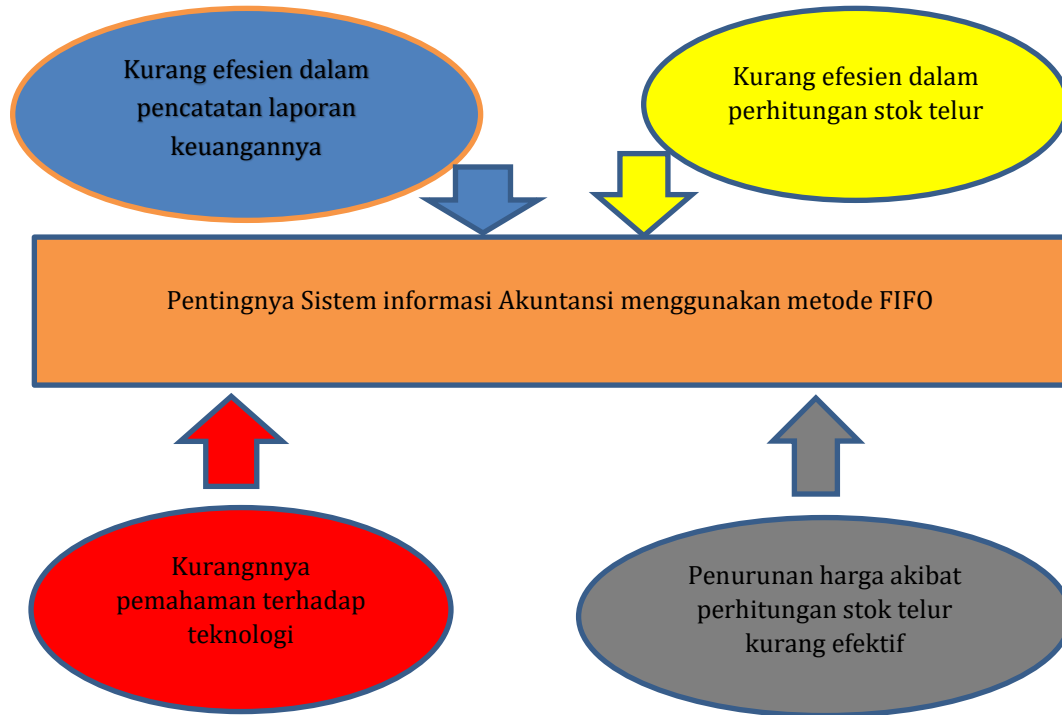 Kurang efesien dalam
pencatatan laporan
keuangannya
Kurang efesien dalam
perhitungan stok telur
Pentingnya Sistem informasi Akuntansi menggunakan metode FIFO
Kurangnnya
pemahaman terhadap
teknologi
Penurunan harga akibat
perhitungan stok telur
kurang efektif